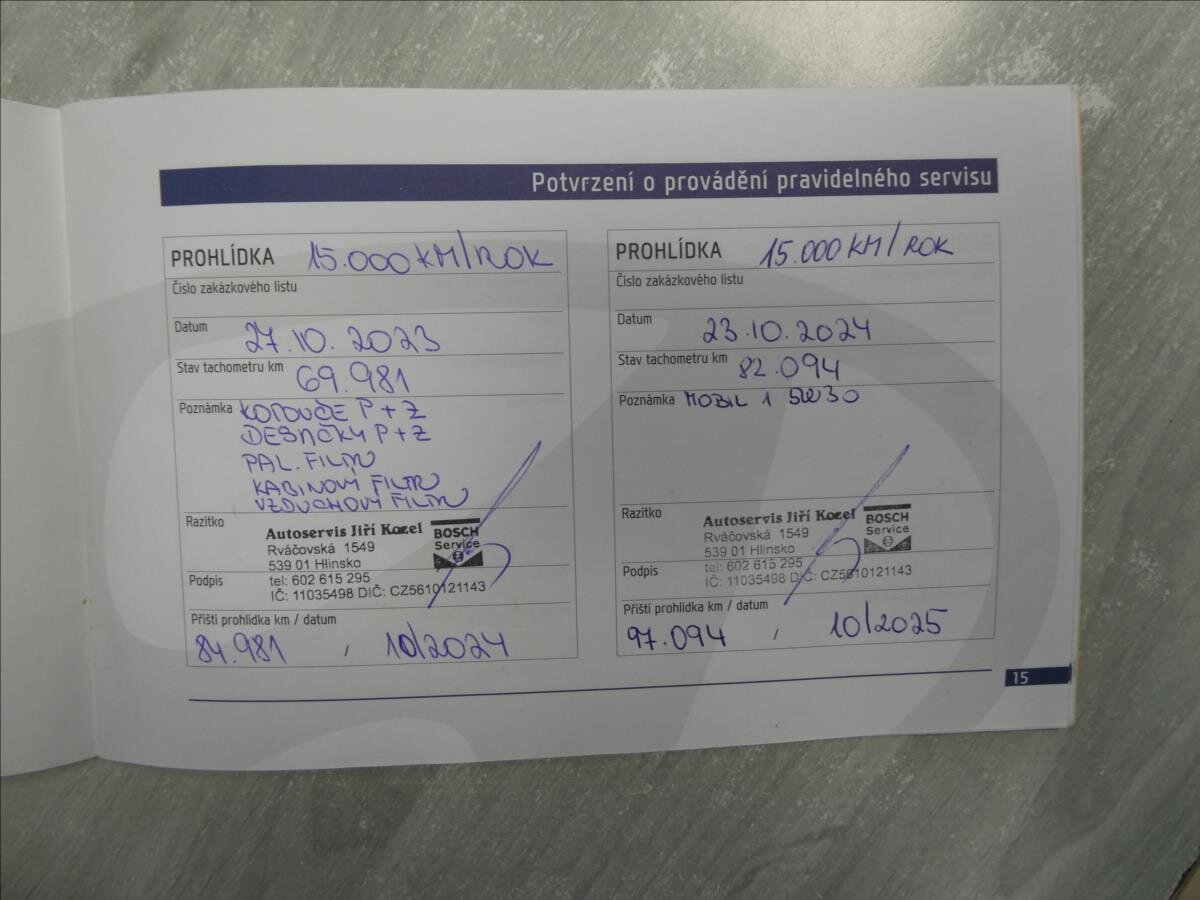 Potvrzení o provádění pravidelného servisu
PROHLÍDKA 15.000 KM/ROK
Číslo zakázkového listu
Datum 27.10.2023
Stav tachometru km 69.981
Poznámka KOTOUČE P+Z
DESTIČKY P+Z
PAL. FILTR
KABINOVÝ FILTR
VZDUCHOVÝ FILTR
Razítko
Autoservis Jiří Kozel
Rváčovská 1549
539 01 Hlinsko
BOSCH
Service
Podpis
tel: 602 615 295
IČ: 11035498 DIČ: CZ5610121143
Příští prohlídka km / datum
84.981 / 10/2024
PROHLÍDKA 15.000 KM/ROK
Číslo zakázkového listu
Datum 23.10.2024
Stav tachometru km 82.094
Poznámka MOBIL 1 5W30
Razítko
Autoservis Jiří Kozel
Rváčovská 1549
539 01 Hlinsko
BOSCH
Service
Podpis
tel: 602 615 295
IČ: 11035498 DIČ: CZ5610121143
Příští prohlídka km / datum
97.094 / 10/2025
15